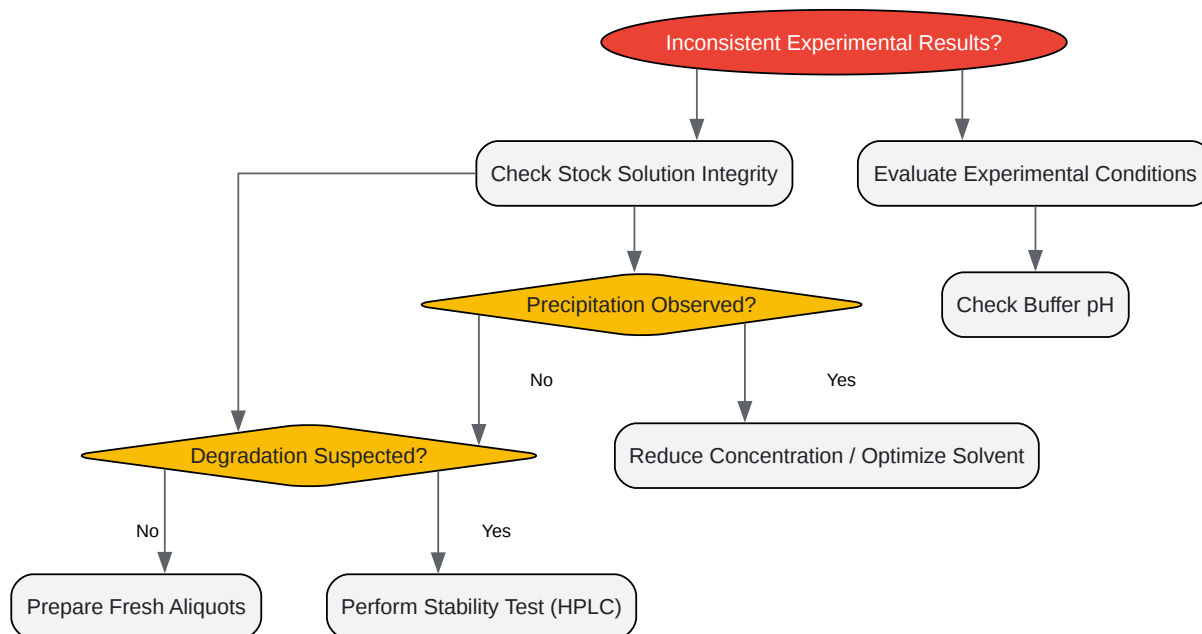 Inconsistent Experimental Results?
Check Stock Solution Integrity
Evaluate Experimental Conditions
Precipitation Observed?
Check Buffer pH
No
Yes
Degradation Suspected?
Reduce Concentration / Optimize Solvent
No
Yes
Prepare Fresh Aliquots
Perform Stability Test (HPLC)